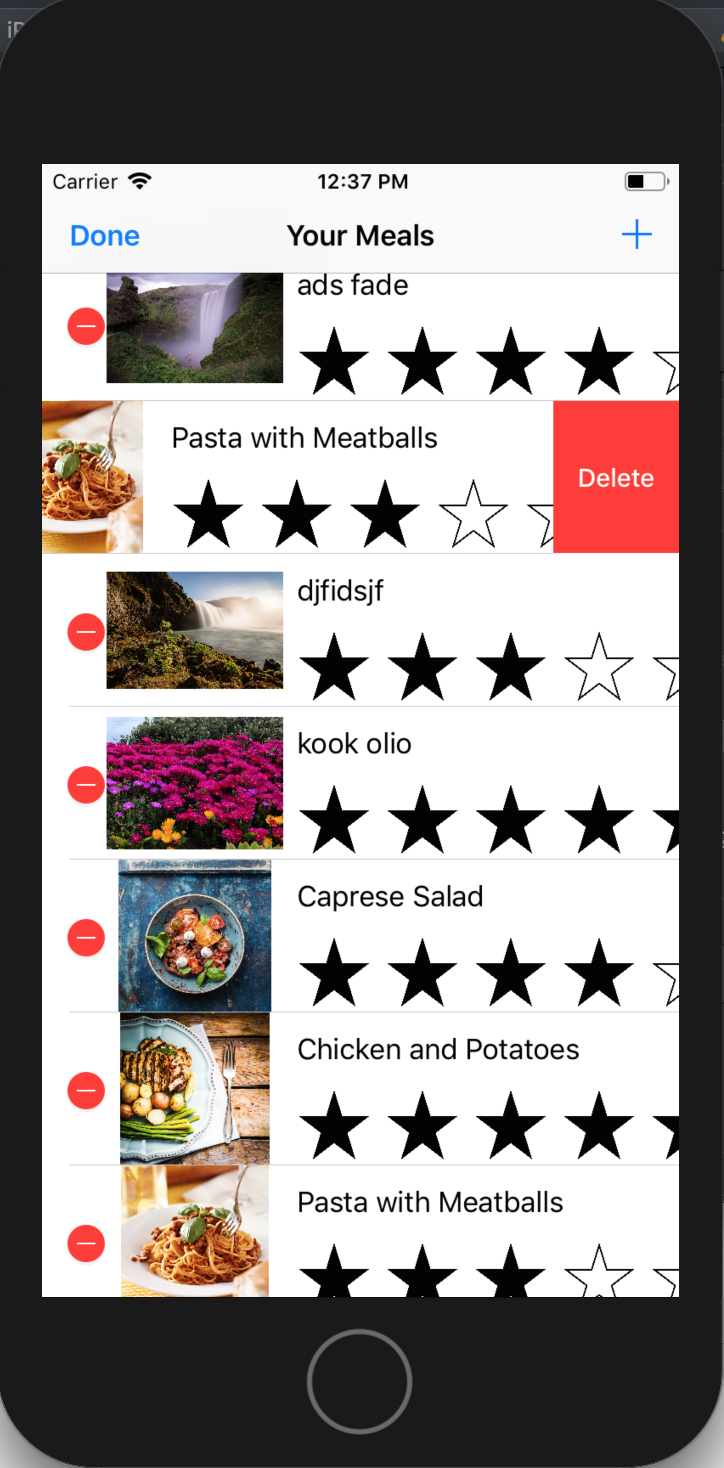 Carrier 12:37 PM
Done Your Meals +
ads fade
Pasta with Meatballs
Delete
djfidsjf
kook olio
Caprese Salad
Chicken and Potatoes
Pasta with Meatballs